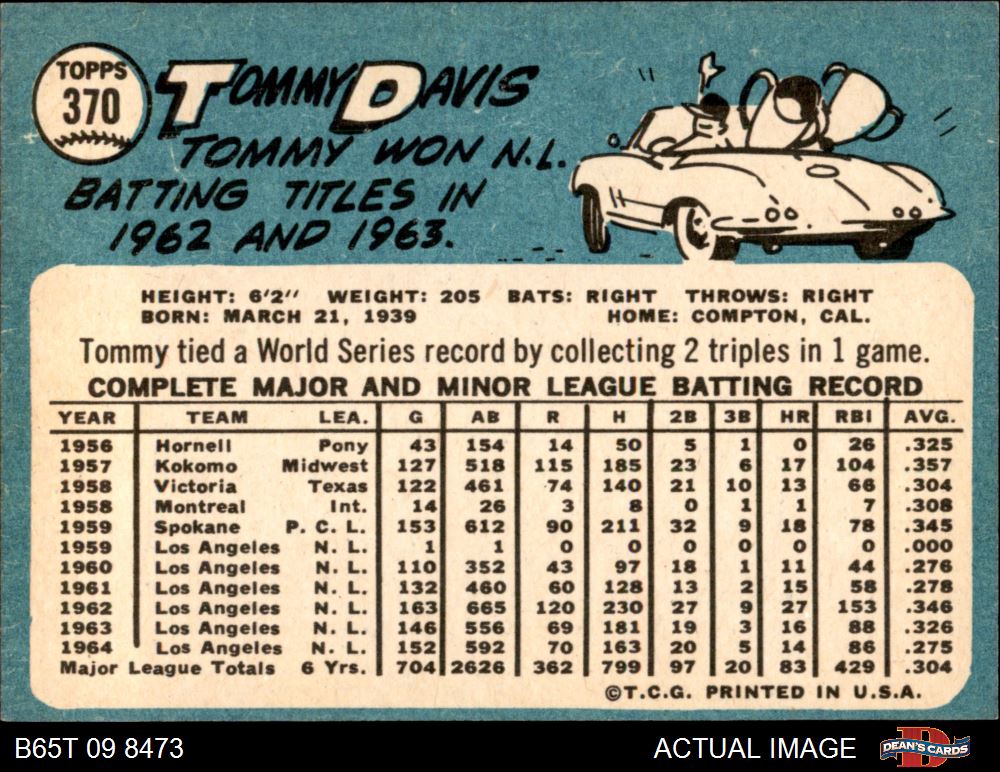 TOPPS
370
TOMMY DAVIS
TOMMY WON N.L.
BATTING TITLES IN
1962 AND 1963.
HEIGHT: 6'2" WEIGHT: 205 BATS: RIGHT THROWS: RIGHT
BORN: MARCH 21, 1939 HOME: COMPTON, CAL.
Tommy tied a World Series record by collecting 2 triples in 1 game.
COMPLETE MAJOR AND MINOR LEAGUE BATTING RECORD
YEAR TEAM LEA. G AB R H 2B 3B HR RBI AVG.
1956 Hornell Pony 43 154 14 50 5 1 0 26 .325
1957 Kokomo Midwest 127 518 115 185 23 6 17 104 .357
1958 Victoria Texas 122 461 74 140 21 10 13 66 .304
1958 Montreal Int. 14 26 3 8 0 1 1 7 .308
1959 Spokane P. C. L. 153 612 90 211 32 9 18 78 .345
1959 Los Angeles N. L. 1 1 0 0 0 0 0 0 .000
1960 Los Angeles N. L. 110 352 43 97 18 1 11 44 .276
1961 Los Angeles N. L. 132 460 60 128 13 2 15 58 .278
1962 Los Angeles N. L. 163 665 120 230 27 9 27 153 .346
1963 Los Angeles N. L. 146 556 69 181 19 3 16 88 .326
1964 Los Angeles N. L. 152 592 70 163 20 5 14 86 .275
Major League Totals 6 Yrs. 704 2626 362 799 97 20 83 429 .304
©T.C.G. PRINTED IN U.S.A.
B65T 09 8473 ACTUAL IMAGE D DEAN'S CARDS